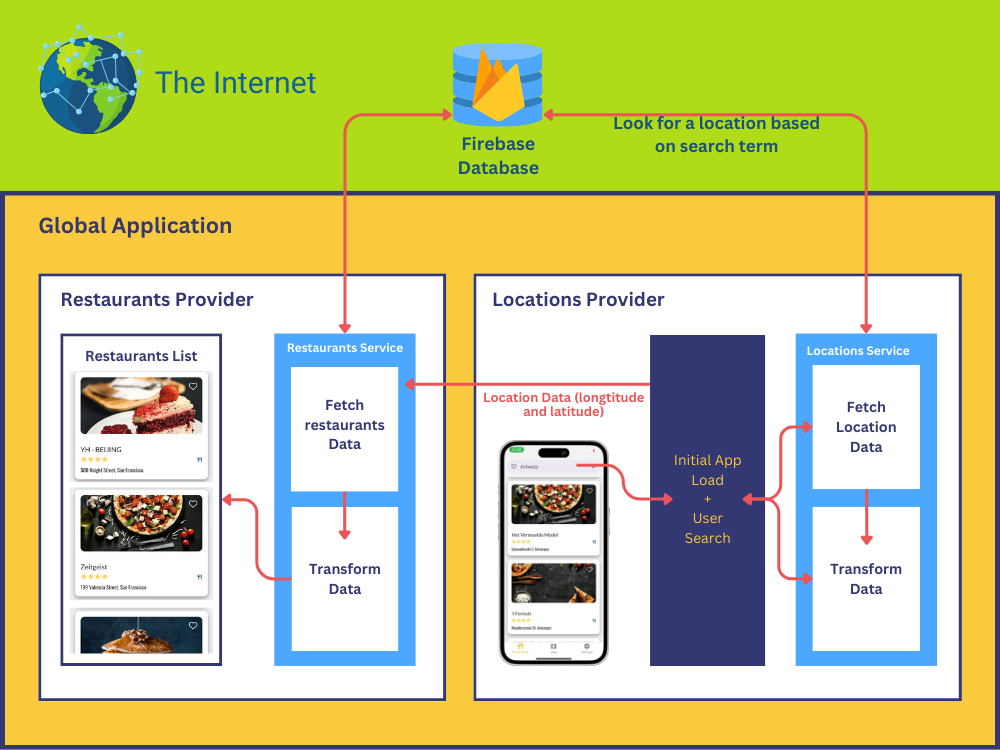 The Internet
Firebase
Database
Look for a location based
on search term
Global Application
Restaurants Provider
Restaurants List
YH - BEIJING
500 Haight Street, San Francisco
Zeitgeist
199 Valencia Street, San Francisco
Restaurants Service
Fetch
restaurants
Data
Transform
Data
Locations Provider
Location Data (longtitude
and latitude)
Antwerp
Het Vermoeide Model
Initial App
Load
+
User
Search
Locations Service
Fetch
Location
Data
Transform
Data